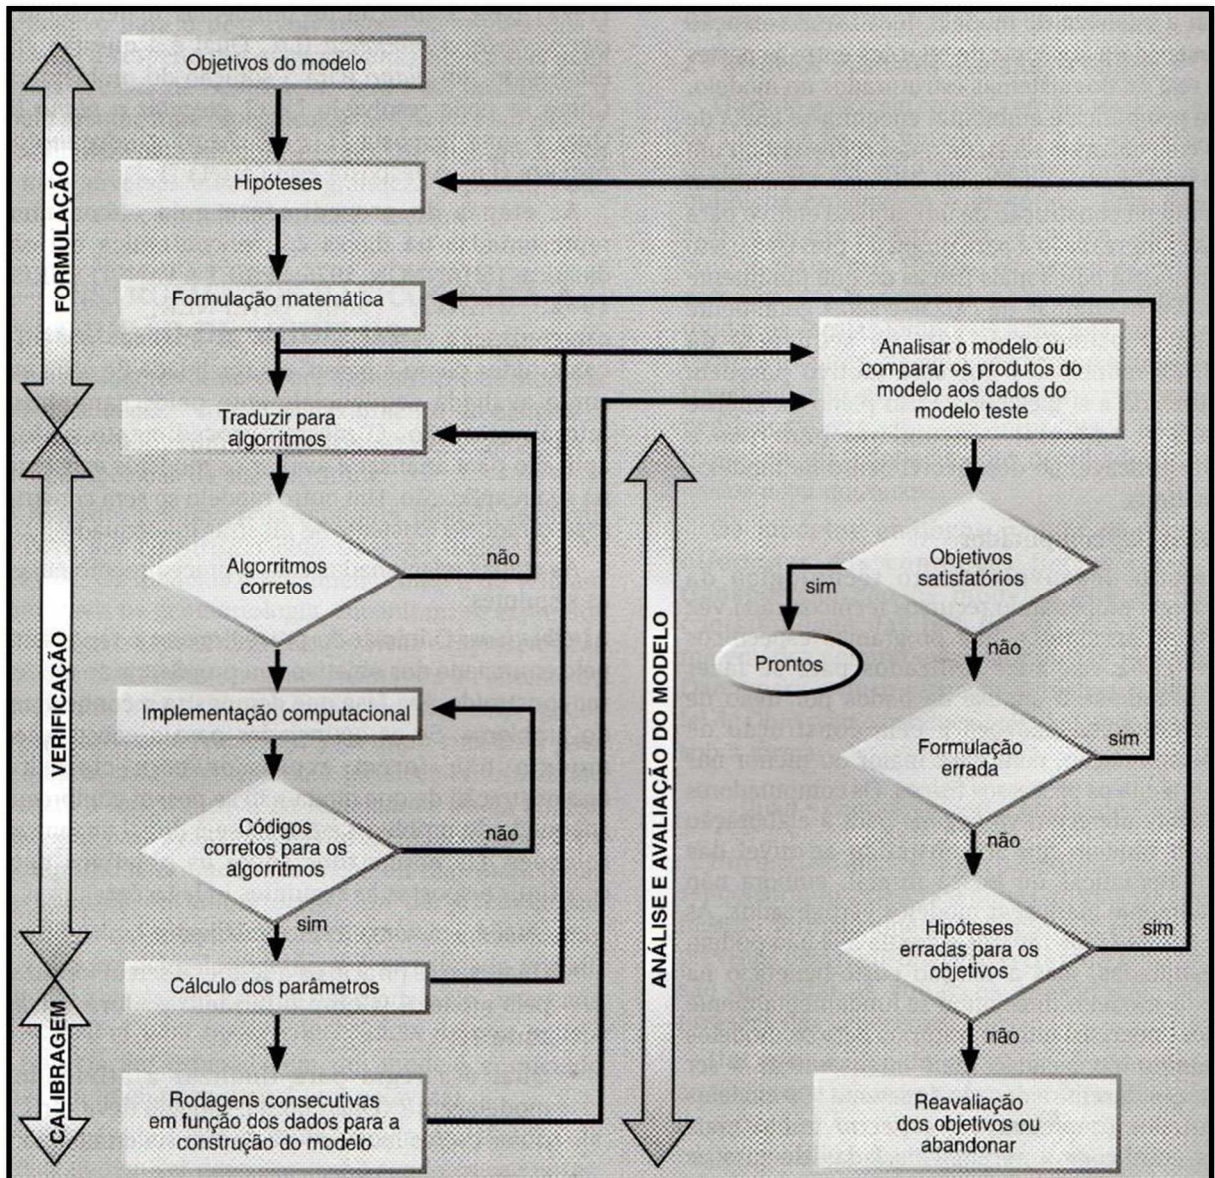 Objetivos do modelo
Hipóteses
Formulação matemática
Traduzir para
algorritmos
Algorritmos
corretos
não
Implementação computacional
Códigos
corretos para os
algorritmos
não
sim
Cálculo dos parâmetros
Rodagens consecutivas
em função dos dados para a
construção do modelo
FORMULAÇÃO
VERIFICAÇÃO
CALIBRAGEM
ANÁLISE E AVALIAÇÃO DO MODELO
Analisar o modelo ou
comparar os produtos do
modelo aos dados do
modelo teste
Objetivos
satisfatórios
sim
Prontos
não
Formulação
errada
sim
não
Hipóteses
erradas para os
objetivos
sim
não
Reavaliação
dos objetivos ou
abandonar